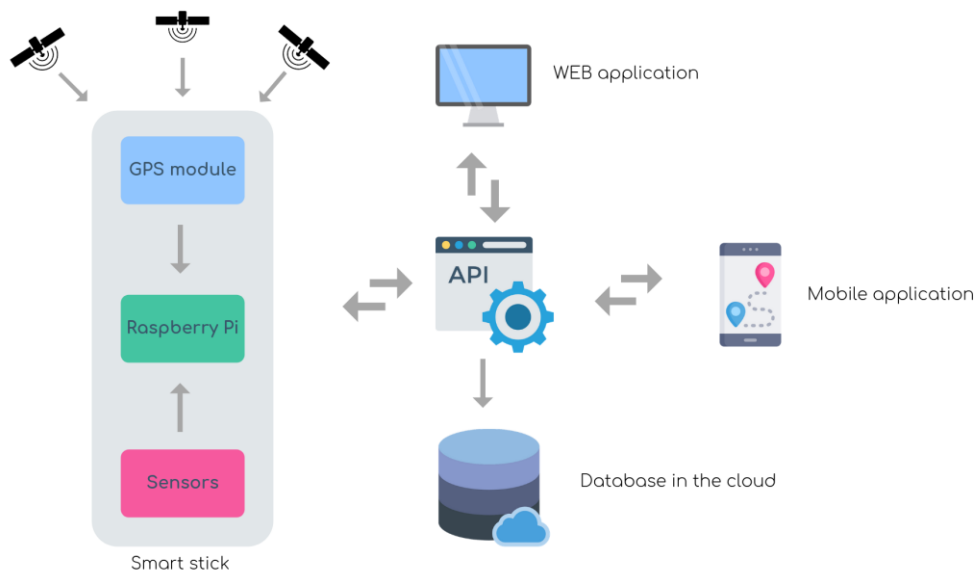 WEB application
GPS module
API
Raspberry Pi
Mobile application
Sensors
Database in the cloud
Smart stick